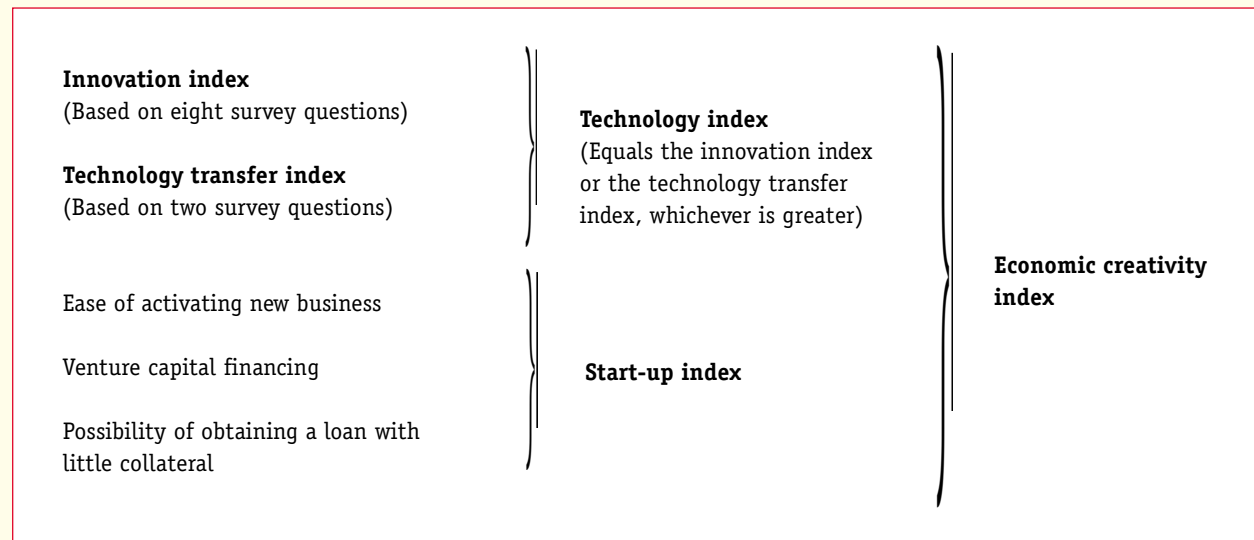 Innovation index
(Based on eight survey questions)
Technology transfer index
(Based on two survey questions)
Technology index
(Equals the innovation index
or the technology transfer
index, whichever is greater)
Ease of activating new business
Venture capital financing
Possibility of obtaining a loan with
little collateral
Start-up index
Economic creativity
index